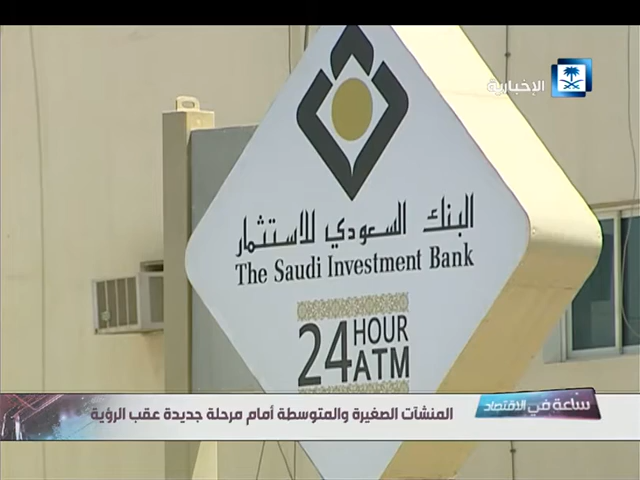 الإخبارية
البنك السعودي للاستثمار
The Saudi Investment Bank
24 HOUR
ATM
ساعة في الاقتصاد
المنشآت الصغيرة والمتوسطة أمام مرحلة جديدة عقب الرؤية